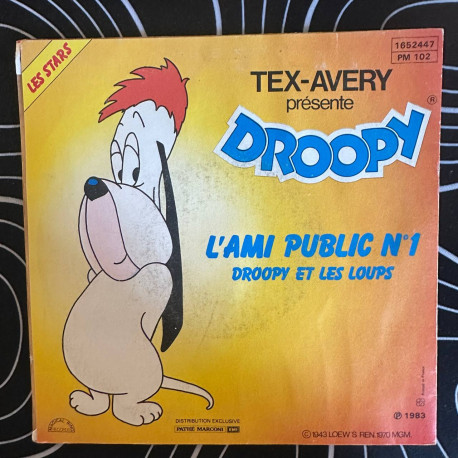 LES STARS
1652447
PM 102
TEX-AVERY
présente
DROOPY
®
L'AMI PUBLIC N°1
DROOPY ET LES LOUPS
DISTRIBUTION EXCLUSIVE
PATHÉ MARCONI EMI
℗ 1983
© 1943 LOEW'S REN. 1970 MGM.